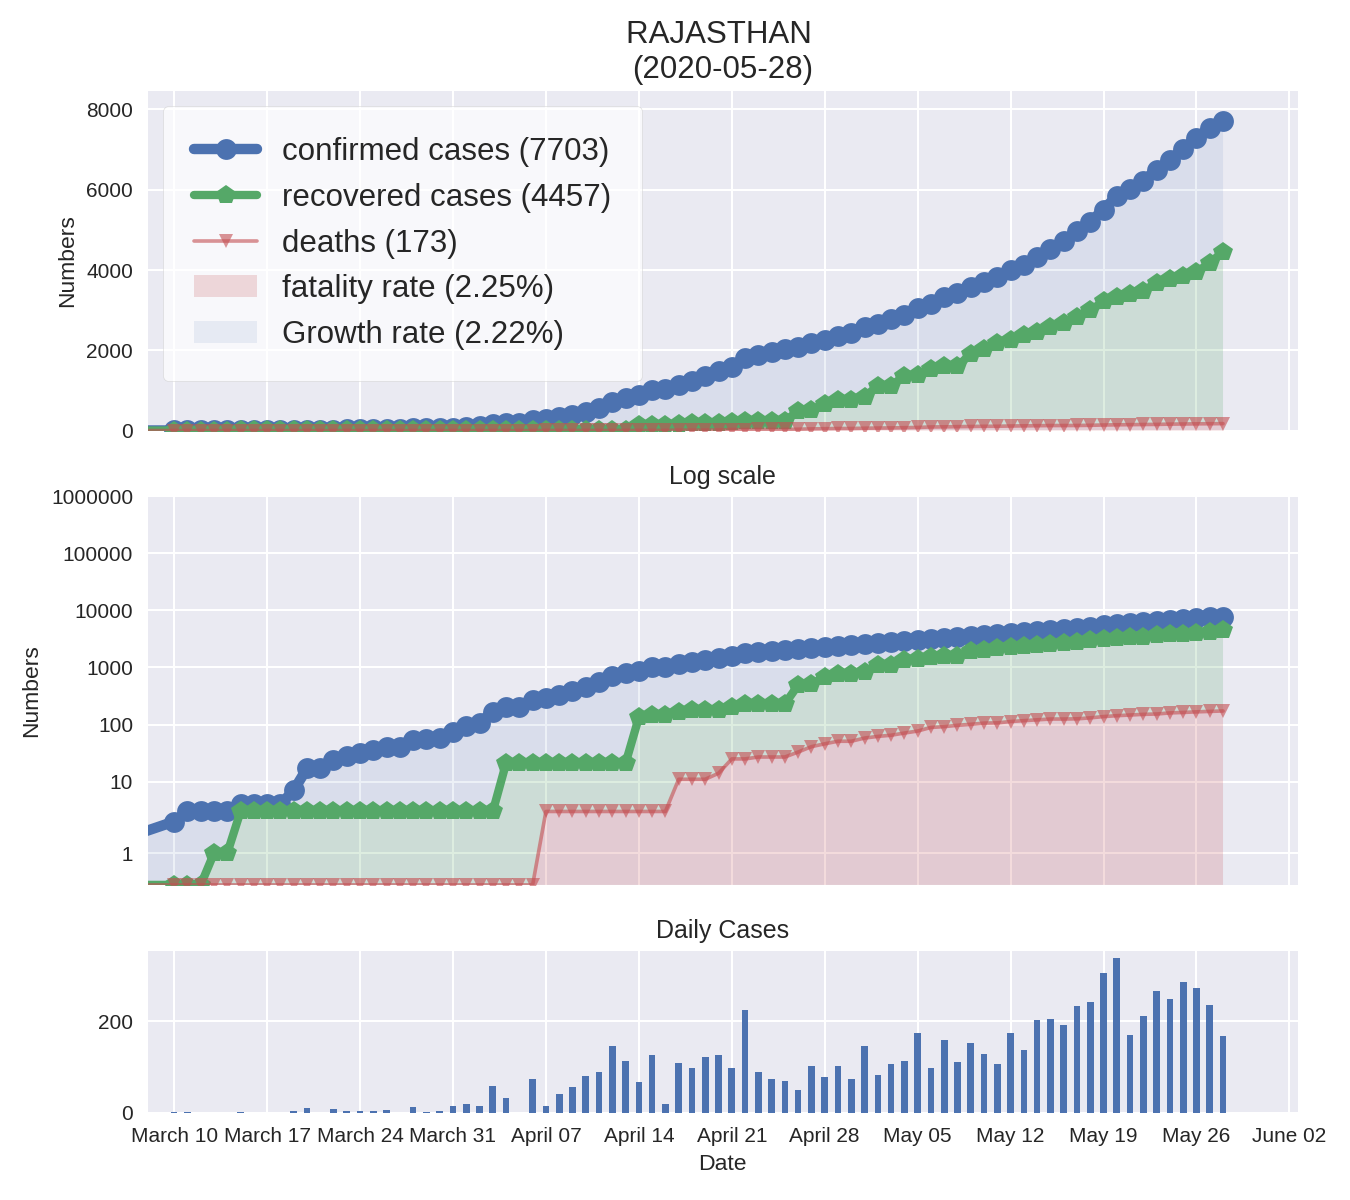 RAJASTHAN
(2020-05-28)
8000
6000
4000
2000
0
Numbers
confirmed cases (7703)
recovered cases (4457)
deaths (173)
fatality rate (2.25%)
Growth rate (2.22%)
Log scale
1000000
100000
10000
1000
100
10
1
Numbers
Daily Cases
200
0
March 10 March 17 March 24 March 31 April 07 April 14 April 21 April 28 May 05 May 12 May 19 May 26 June 02
Date